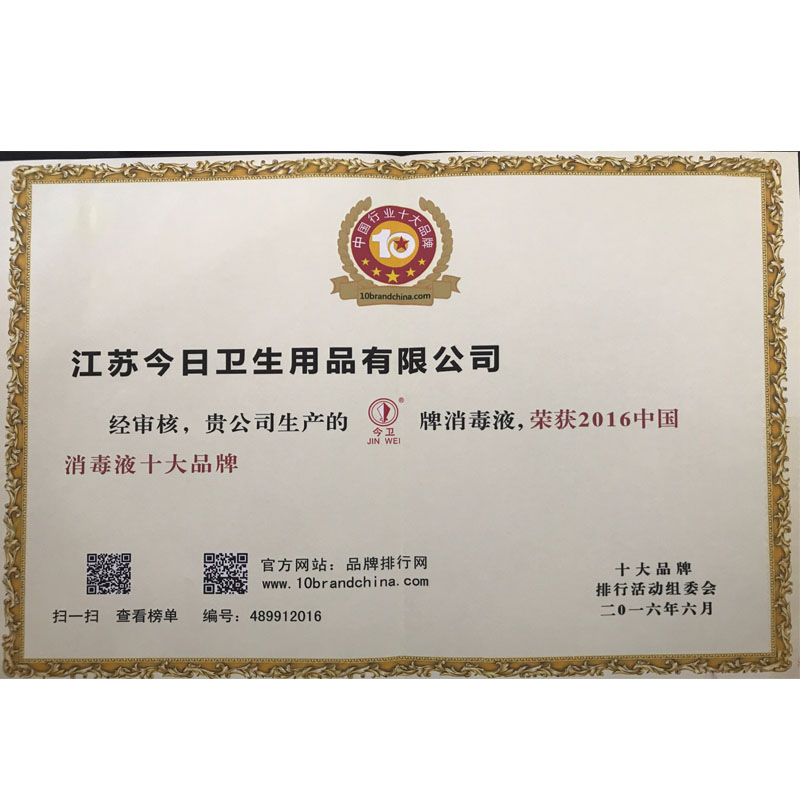 中国行业十大品牌
10
10brandchina.com
江苏今日卫生用品有限公司
经审核，贵公司生产的 今卫 JIN WEI ® 牌消毒液，荣获2016中国
消毒液十大品牌
官方网站：品牌排行网
www.10brandchina.com
扫一扫 查看榜单 编号：489912016
十大品牌
排行活动组委会
二0一六年六月